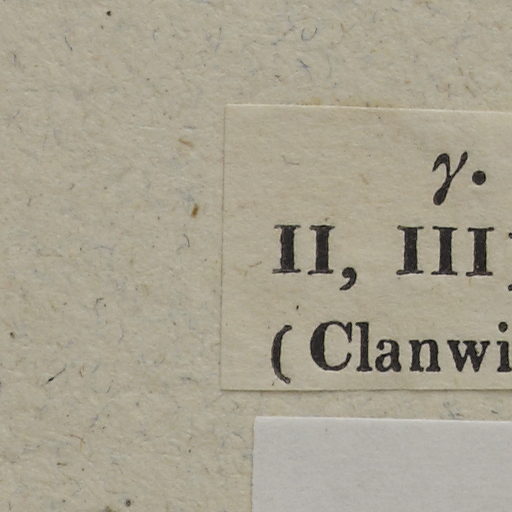 γ.
II, III,
(Clanwi